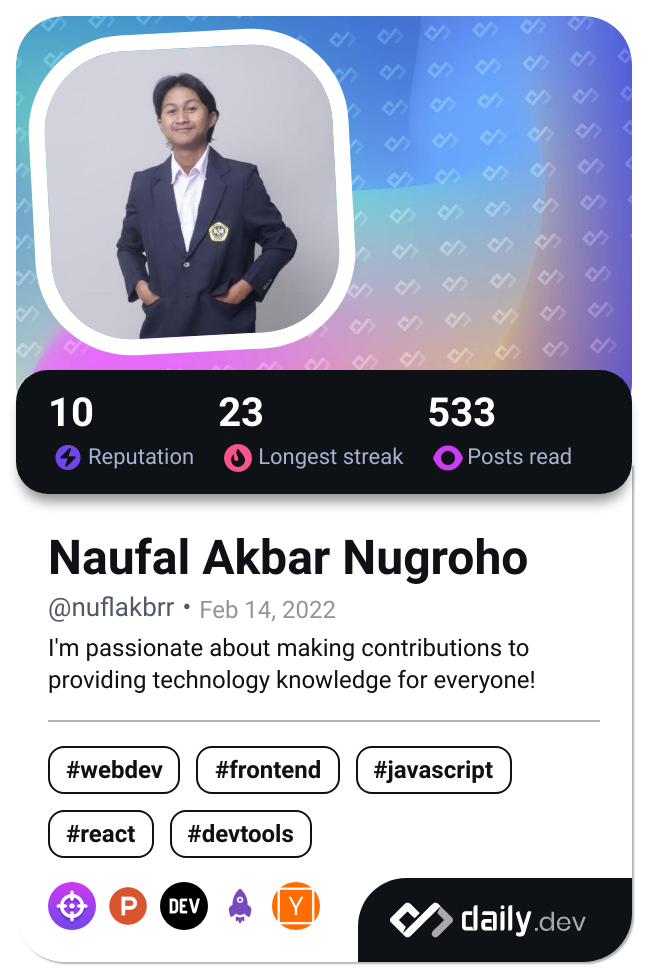 10 23 533
Reputation Longest streak Posts read
Naufal Akbar Nugroho
@nuflakbrr • Feb 14, 2022
I'm passionate about making contributions to
providing technology knowledge for everyone!
#webdev #frontend #javascript
#react #devtools
P DEV Y daily.dev